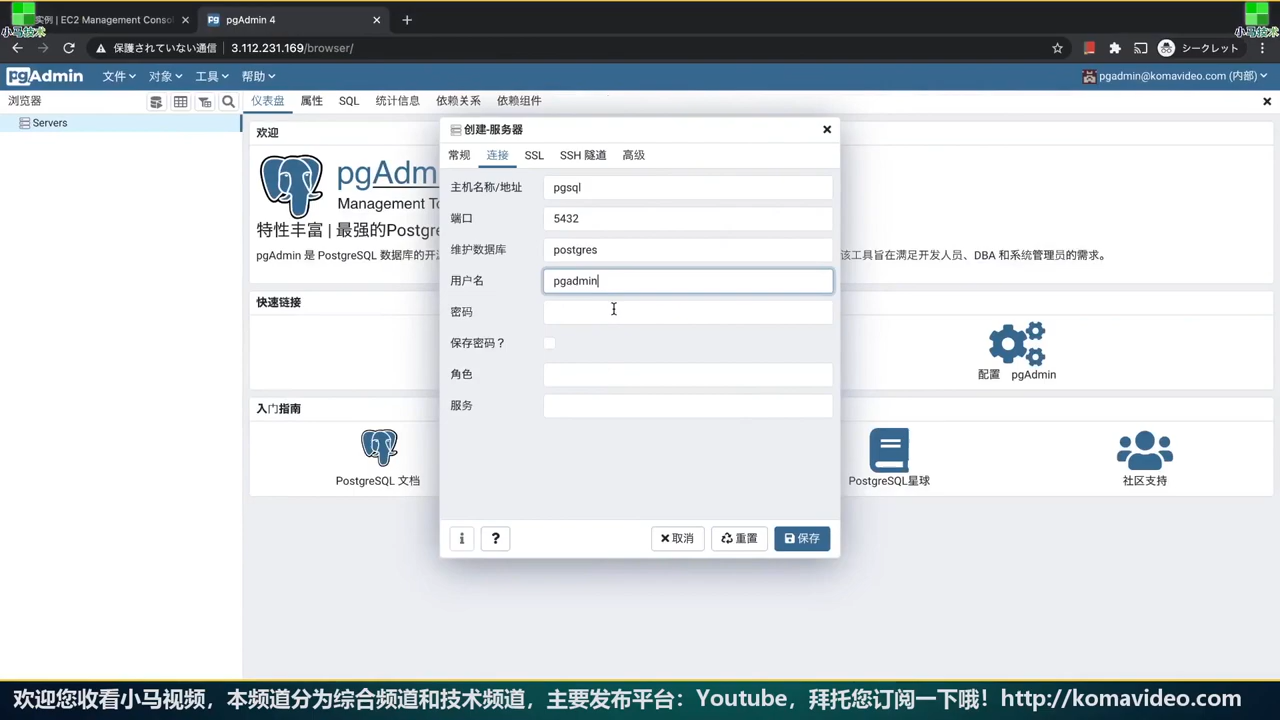 实例 | EC2 Management Consol
pgAdmin 4
小马技术
小马技术
保護されていない通信
3.112.231.169/browser/
シークレット
pgAdmin
文件
对象
工具
帮助
pgadmin@komavideo.com (内部)
浏览器
仪表盘
属性
SQL
统计信息
依赖关系
依赖组件
Servers
欢迎
pgAdm
Management To
特性丰富 | 最强的Postgre
pgAdmin 是 PostgreSQL 数据库的开
该工具旨在满足开发人员、DBA 和系统管理员的需求。
创建-服务器
常规
连接
SSL
SSH 隧道
高级
主机名称/地址
pgsql
端口
5432
维护数据库
postgres
用户名
pgadmin
密码
保存密码？
角色
服务
取消
重置
保存
快速链接
配置 pgAdmin
入门指南
PostgreSQL 文档
PostgreSQL星球
社区支持
欢迎您收看小马视频，本频道分为综合频道和技术频道，主要发布平台：Youtube，拜托您订阅一下哦！http://komavideo.com